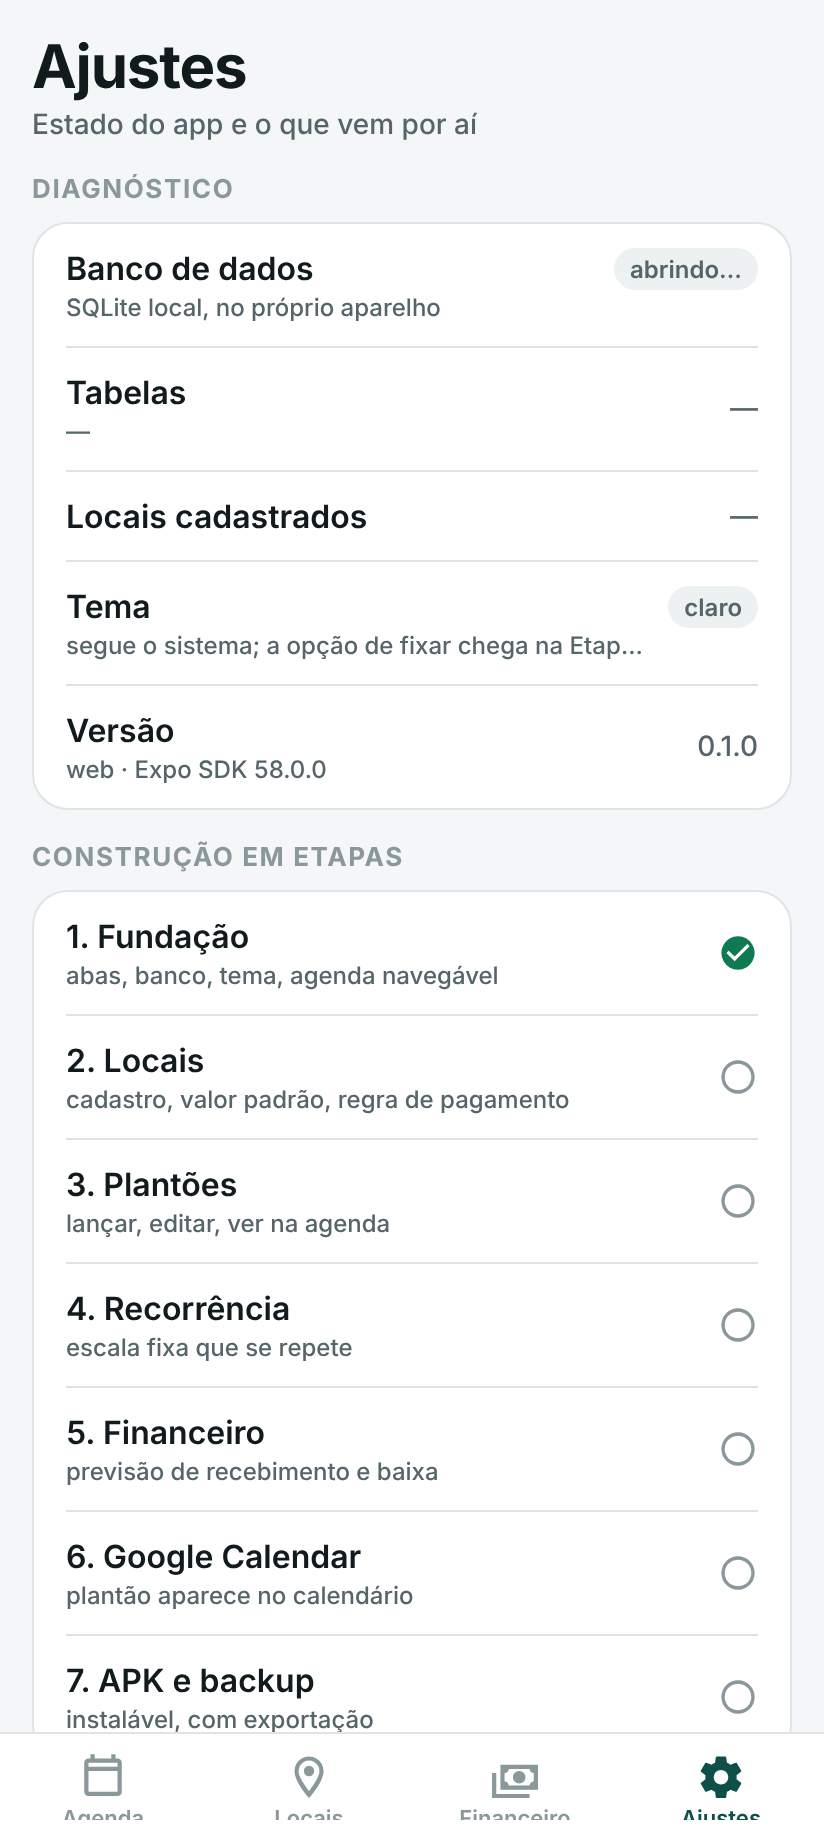 Ajustes
Estado do app e o que vem por aí
DIAGNÓSTICO
Banco de dados
abrindo...
SQLite local, no próprio aparelho
Tabelas
—
—
Locais cadastrados
—
Tema
claro
segue o sistema; a opção de fixar chega na Etap...
Versão
0.1.0
web · Expo SDK 58.0.0
CONSTRUÇÃO EM ETAPAS
1. Fundação
abas, banco, tema, agenda navegável
2. Locais
cadastro, valor padrão, regra de pagamento
3. Plantões
lançar, editar, ver na agenda
4. Recorrência
escala fixa que se repete
5. Financeiro
previsão de recebimento e baixa
6. Google Calendar
plantão aparece no calendário
7. APK e backup
instalável, com exportação
Agenda
Locais
Financeiro
Ajustes